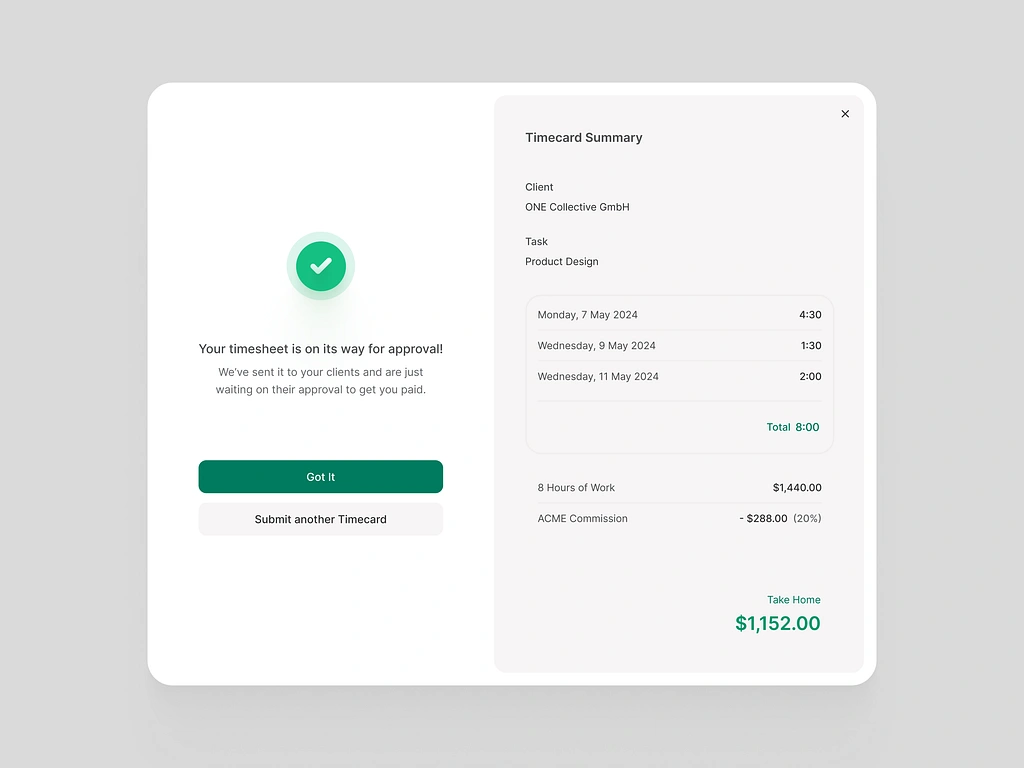 Your timesheet is on its way for approval!
We've sent it to your clients and are just
waiting on their approval to get you paid.
Got It
Submit another Timecard
Timecard Summary
Client
ONE Collective GmbH
Task
Product Design
Monday, 7 May 2024 4:30
Wednesday, 9 May 2024 1:30
Wednesday, 11 May 2024 2:00
Total 8:00
8 Hours of Work $1,440.00
ACME Commission - $288.00 (20%)
Take Home
$1,152.00